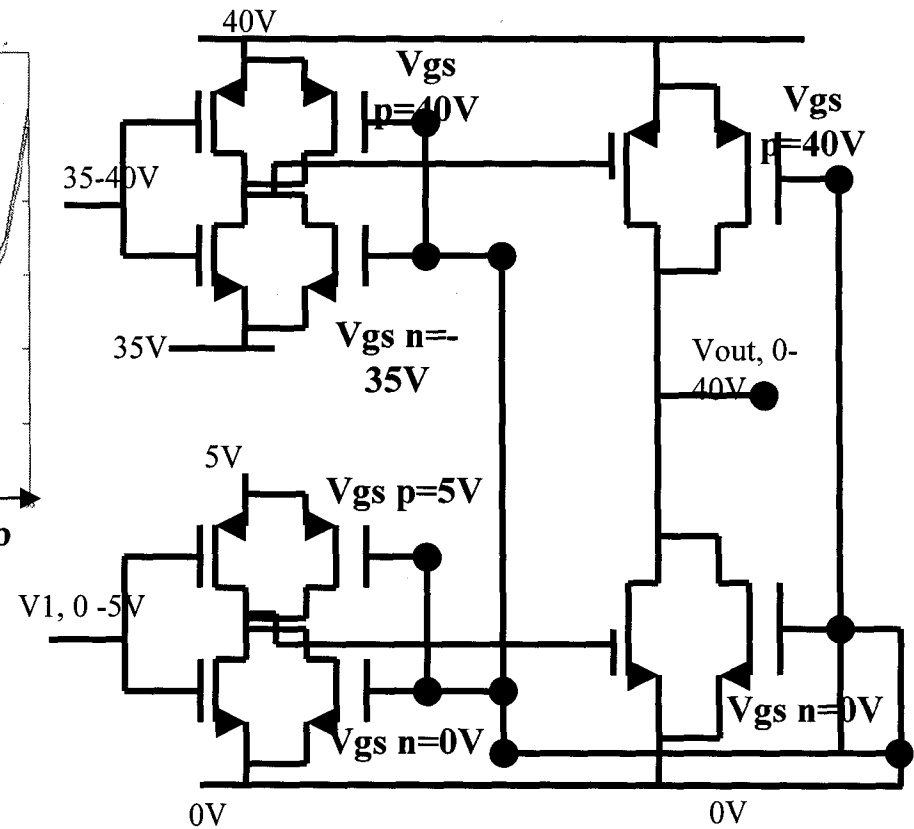 40V
Vgs
p=40V
Vgs
p=40V
35-40V
Vgs n=-
35V
35V
Vout, 0-
40V
5V
Vgs p=5V
V1, 0 -5V
Vgs n=0V
Vgs n=0V
0V
0V